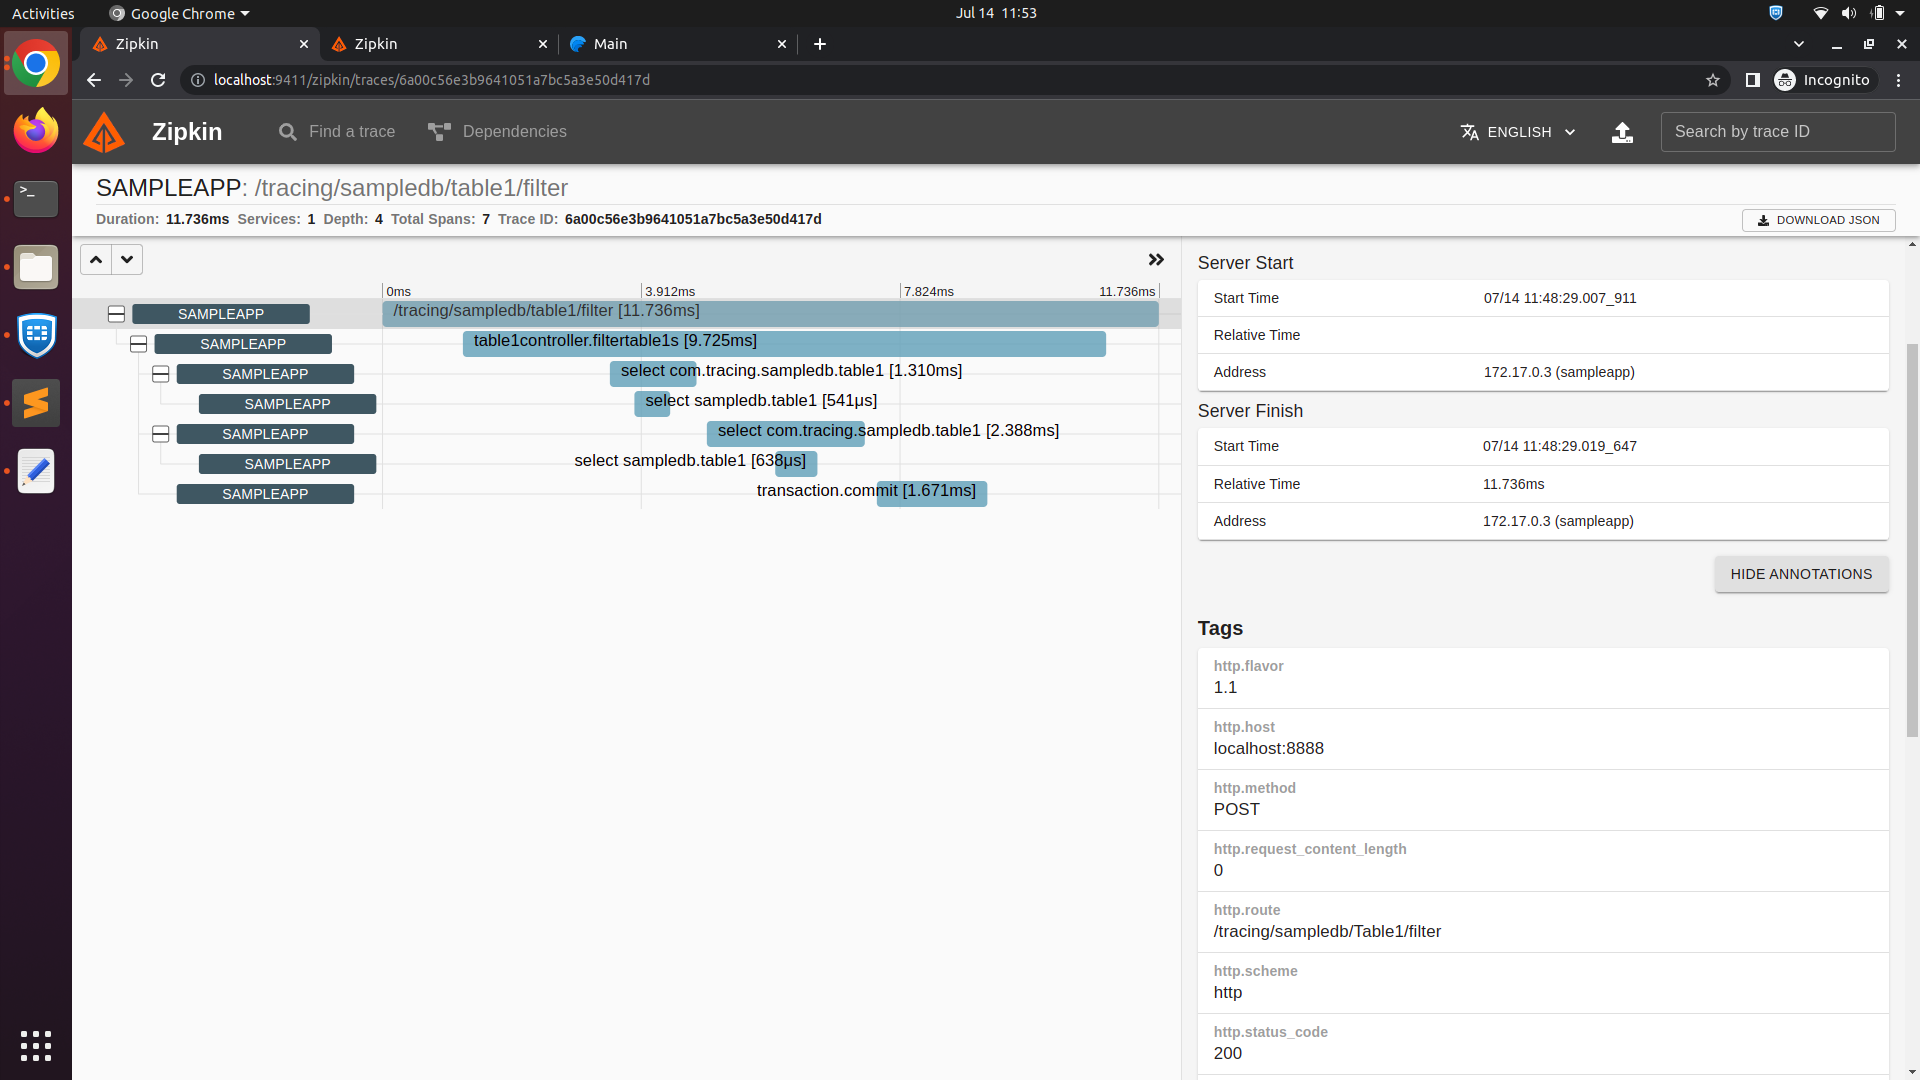 Activities Google Chrome Jul 14 11:53
Zipkin Zipkin Main
localhost:9411/zipkin/traces/6a00c56e3b9641051a7bc5a3e50d417d Incognito
Zipkin Find a trace Dependencies ENGLISH Search by trace ID
SAMPLEAPP: /tracing/sampledb/table1/filter
Duration: 11.736ms Services: 1 Depth: 4 Total Spans: 7 Trace ID: 6a00c56e3b9641051a7bc5a3e50d417d
DOWNLOAD JSON
0ms 3.912ms 7.824ms 11.736ms
SAMPLEAPP /tracing/sampledb/table1/filter [11.736ms]
SAMPLEAPP table1controller.filtertable1s [9.725ms]
SAMPLEAPP select com.tracing.sampledb.table1 [1.310ms]
SAMPLEAPP select sampledb.table1 [541μs]
SAMPLEAPP select com.tracing.sampledb.table1 [2.388ms]
SAMPLEAPP select sampledb.table1 [638μs]
SAMPLEAPP transaction.commit [1.671ms]
Server Start
Start Time 07/14 11:48:29.007_911
Relative Time
Address 172.17.0.3 (sampleapp)
Server Finish
Start Time 07/14 11:48:29.019_647
Relative Time 11.736ms
Address 172.17.0.3 (sampleapp)
HIDE ANNOTATIONS
Tags
http.flavor
1.1
http.host
localhost:8888
http.method
POST
http.request_content_length
0
http.route
/tracing/sampledb/Table1/filter
http.scheme
http
http.status_code
200